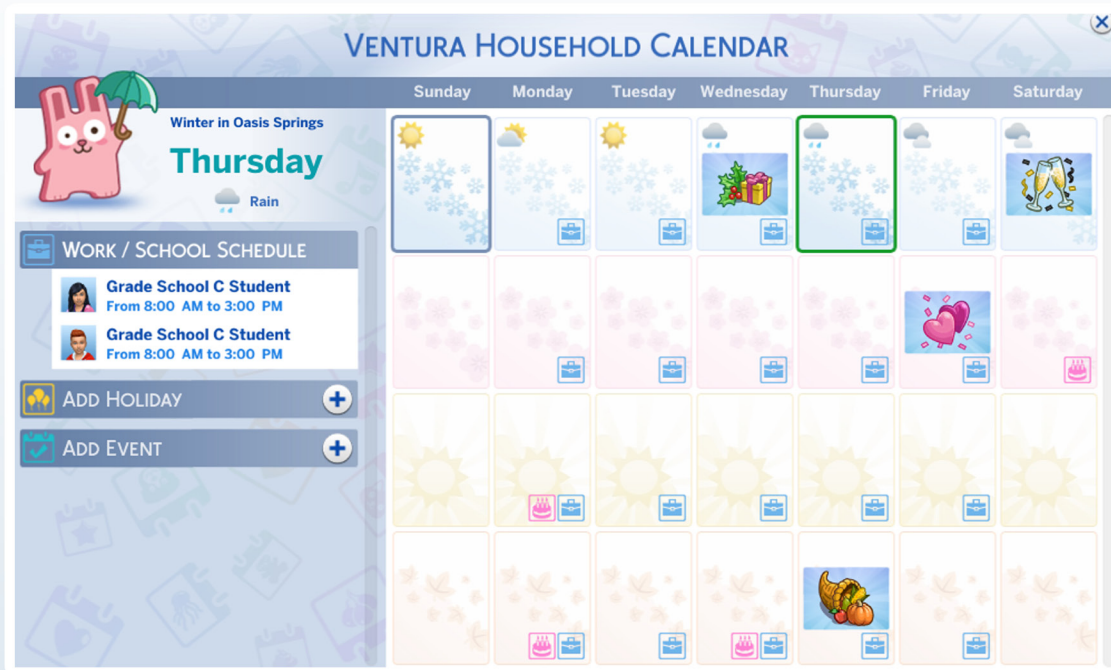 VENTURA HOUSEHOLD CALENDAR
Sunday Monday Tuesday Wednesday Thursday Friday Saturday
Winter in Oasis Springs
Thursday
Rain
WORK / SCHOOL SCHEDULE
Grade School C Student
From 8:00 AM to 3:00 PM
Grade School C Student
From 8:00 AM to 3:00 PM
ADD HOLIDAY
ADD EVENT